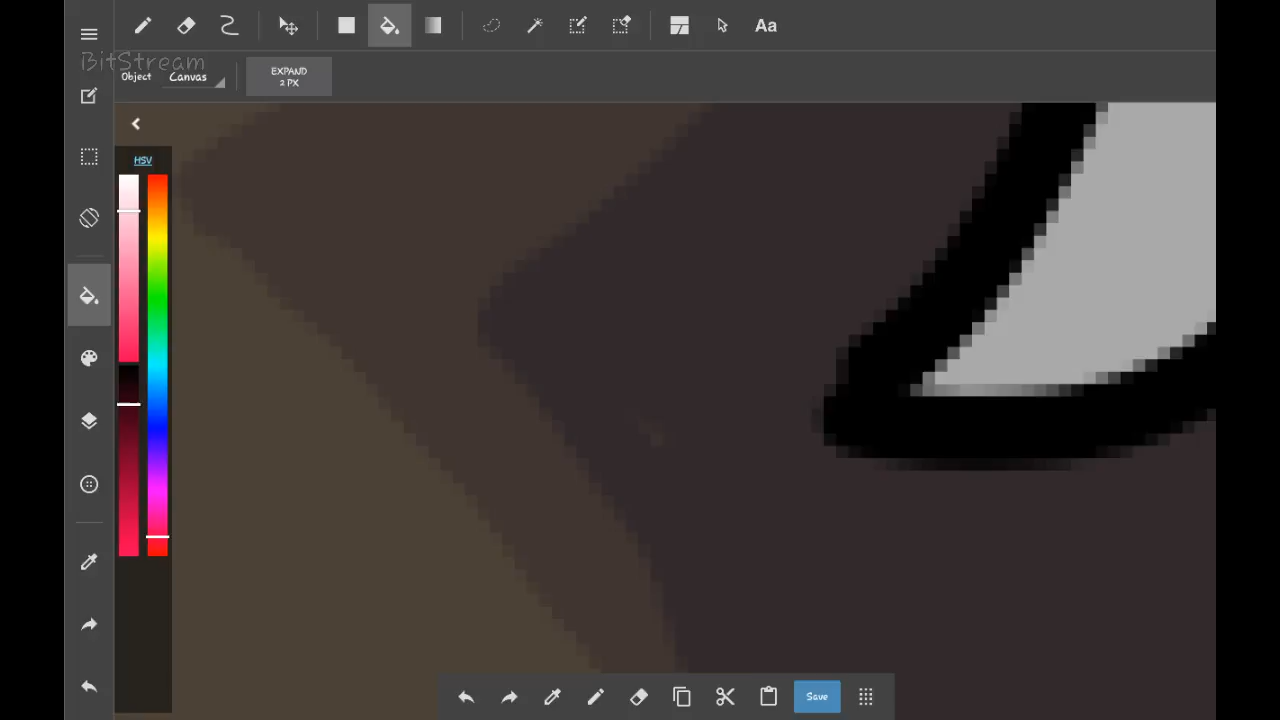 Aa
BitStream
Object Canvas
EXPAND
2 PX
HSV
Save